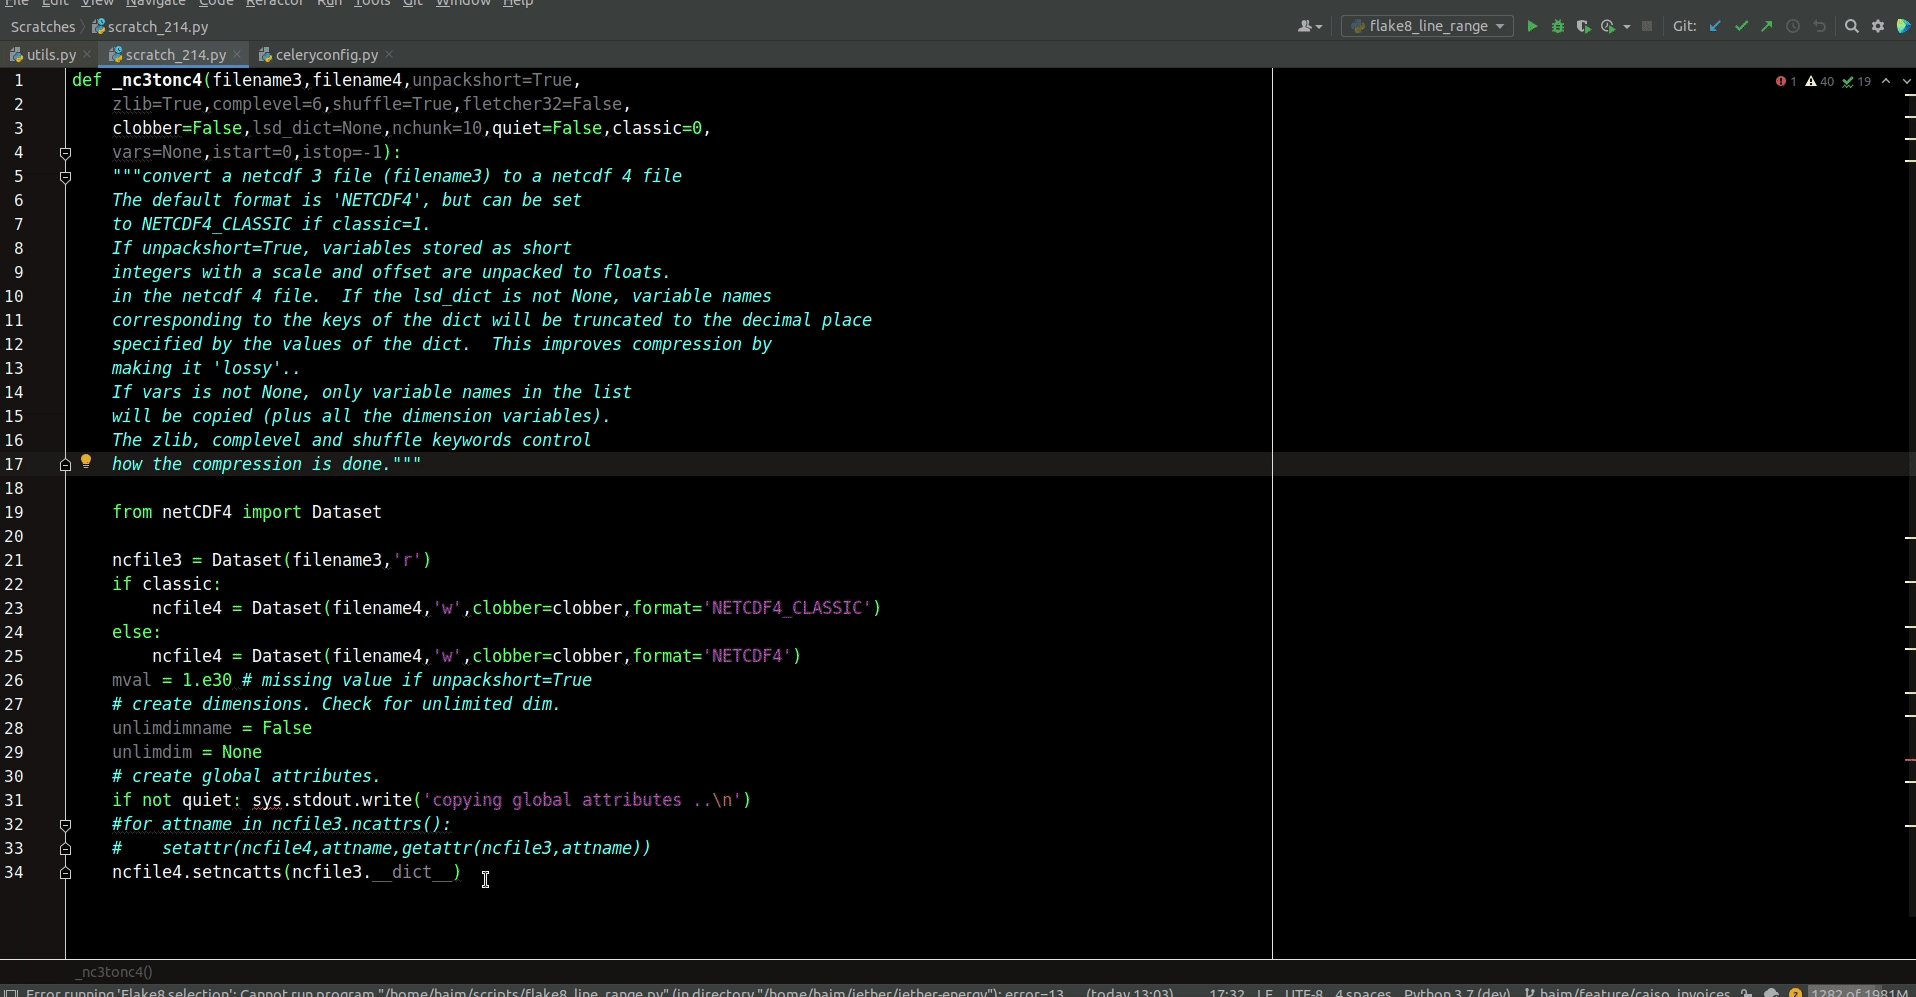 File Edit View Navigate Code Refactor Run Tools Git Window Help
Scratches scratch_214.py flake8_line_range Git:
utils.py scratch_214.py celeryconfig.py
1 def _nc3tonc4(filename3,filename4,unpackshort=True, 1 40 19
2 zlib=True,complevel=6,shuffle=True,fletcher32=False,
3 clobber=False,lsd_dict=None,nchunk=10,quiet=False,classic=0,
4 vars=None,istart=0,istop=-1):
5 """convert a netcdf 3 file (filename3) to a netcdf 4 file
6 The default format is 'NETCDF4', but can be set
7 to NETCDF4_CLASSIC if classic=1.
8 If unpackshort=True, variables stored as short
9 integers with a scale and offset are unpacked to floats.
10 in the netcdf 4 file.  If the lsd_dict is not None, variable names
11 corresponding to the keys of the dict will be truncated to the decimal place
12 specified by the values of the dict.  This improves compression by
13 making it 'lossy'..
14 If vars is not None, only variable names in the list
15 will be copied (plus all the dimension variables).
16 The zlib, complevel and shuffle keywords control
17 how the compression is done."""
18
19 from netCDF4 import Dataset
20
21 ncfile3 = Dataset(filename3,'r')
22 if classic:
23 ncfile4 = Dataset(filename4,'w',clobber=clobber,format='NETCDF4_CLASSIC')
24 else:
25 ncfile4 = Dataset(filename4,'w',clobber=clobber,format='NETCDF4')
26 mval = 1.e30 # missing value if unpackshort=True
27 # create dimensions. Check for unlimited dim.
28 unlimdimname = False
29 unlimdim = None
30 # create global attributes.
31 if not quiet: sys.stdout.write('copying global attributes ..\n')
32 #for attname in ncfile3.ncattrs():
33 #    setattr(ncfile4,attname,getattr(ncfile3,attname))
34 ncfile4.setncatts(ncfile3.__dict__)
_nc3tonc4()
Error running 'Flake8 selection': Cannot run program "/home/haim/scripts/flake8_line_range.py" (in directory "/home/haim/jether/jether-energy"): error=13, ... (today 13:03) 17:32 LF UTF-8 4 spaces Python 3.7 (dev) haim/feature/caiso_invoices 1282 of 1981M